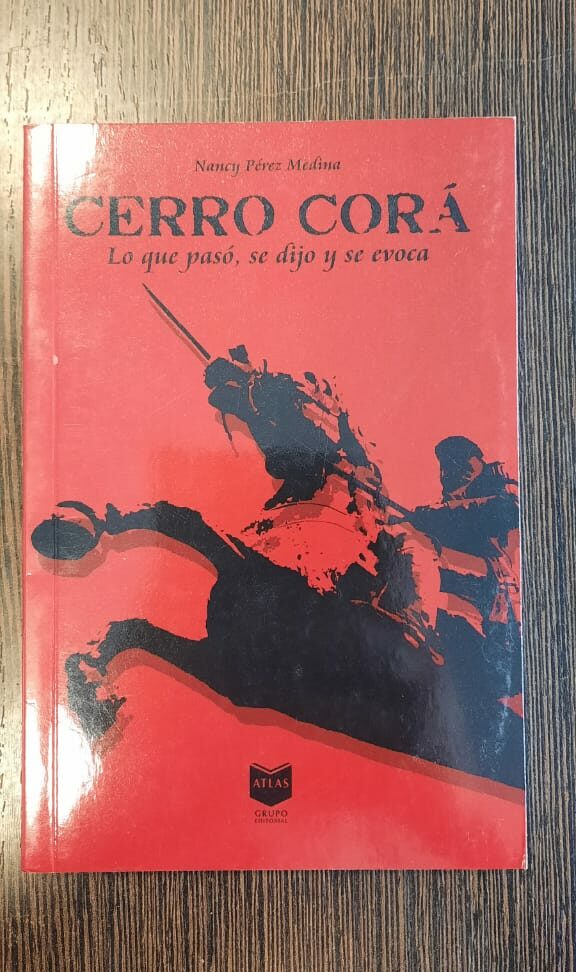 Nancy Pérez Medina
CERRO CORÁ
Lo que pasó, se dijo y se evoca
ATLAS
GRUPO
EDITORIAL